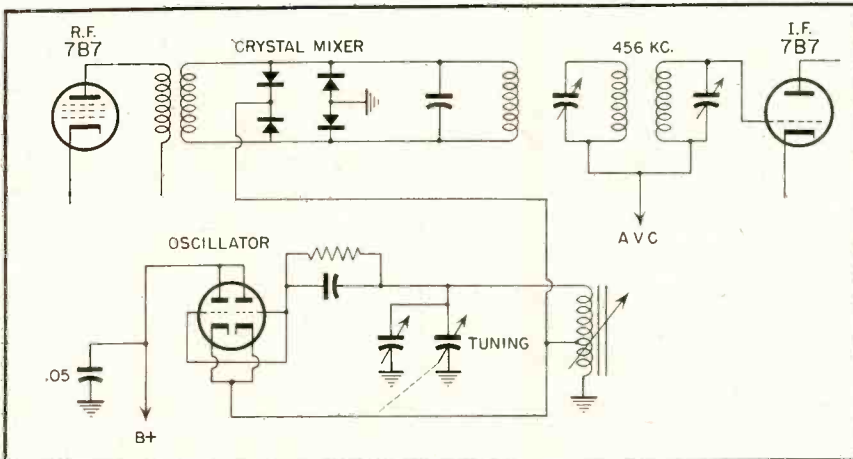 R.F.
7B7
CRYSTAL MIXER
456 KC.
I.F.
7B7
AVC
OSCILLATOR
TUNING
.05
B+